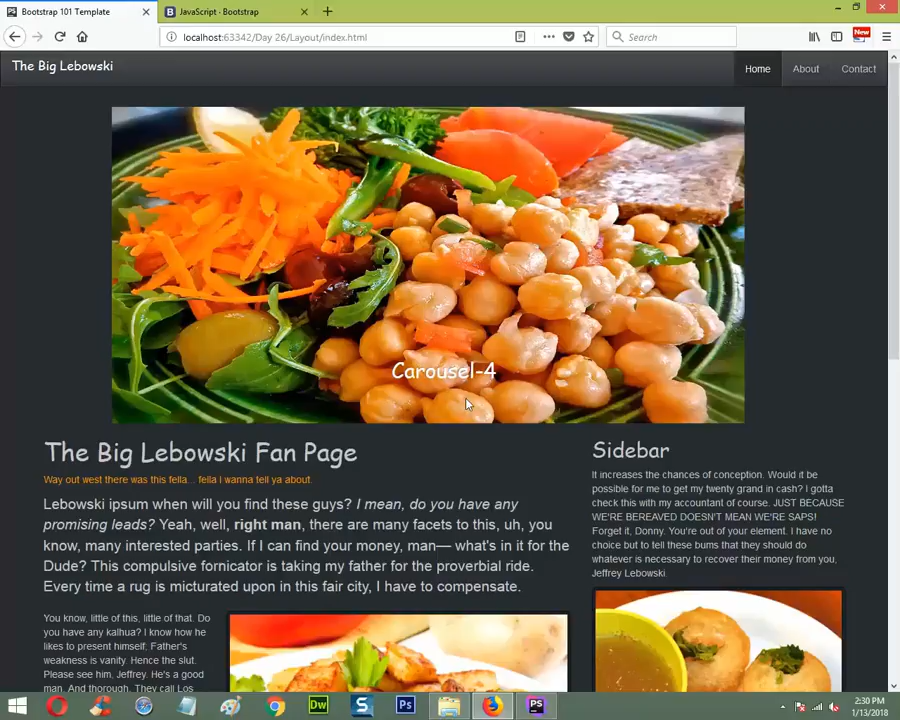 Bootstrap 101 Template
JavaScript · Bootstrap
localhost:63342/Day 26/Layout/index.html
Search
New
The Big Lebowski
Home
About
Contact
Carousel-4
The Big Lebowski Fan Page
Way out west there was this fella... fella i wanna tell ya about.
Lebowski ipsum when will you find these guys? I mean, do you have any
promising leads? Yeah, well, right man, there are many facets to this, uh, you
know, many interested parties. If I can find your money, man— what's in it for the
Dude? This compulsive fornicator is taking my father for the proverbial ride.
Every time a rug is micturated upon in this fair city, I have to compensate.
You know, little of this, little of that. Do
you have any kalhua? I know how he
likes to present himself, Father's
weakness is vanity. Hence the slut.
Please see him, Jeffrey. He's a good
man. And thorough. They call Los
Sidebar
It increases the chances of conception. Would it be
possible for me to get my twenty grand in cash? I gotta
check this with my accountant of course. JUST BECAUSE
WE'RE BEREAVED DOESN'T MEAN WE'RE SAPS!
Forget it, Donny. You're out of your element. I have no
choice but to tell these bums that they should do
whatever is necessary to recover their money from you,
Jeffrey Lebowski.
Dw
S
Ps
PS
2:30 PM
1/13/2018